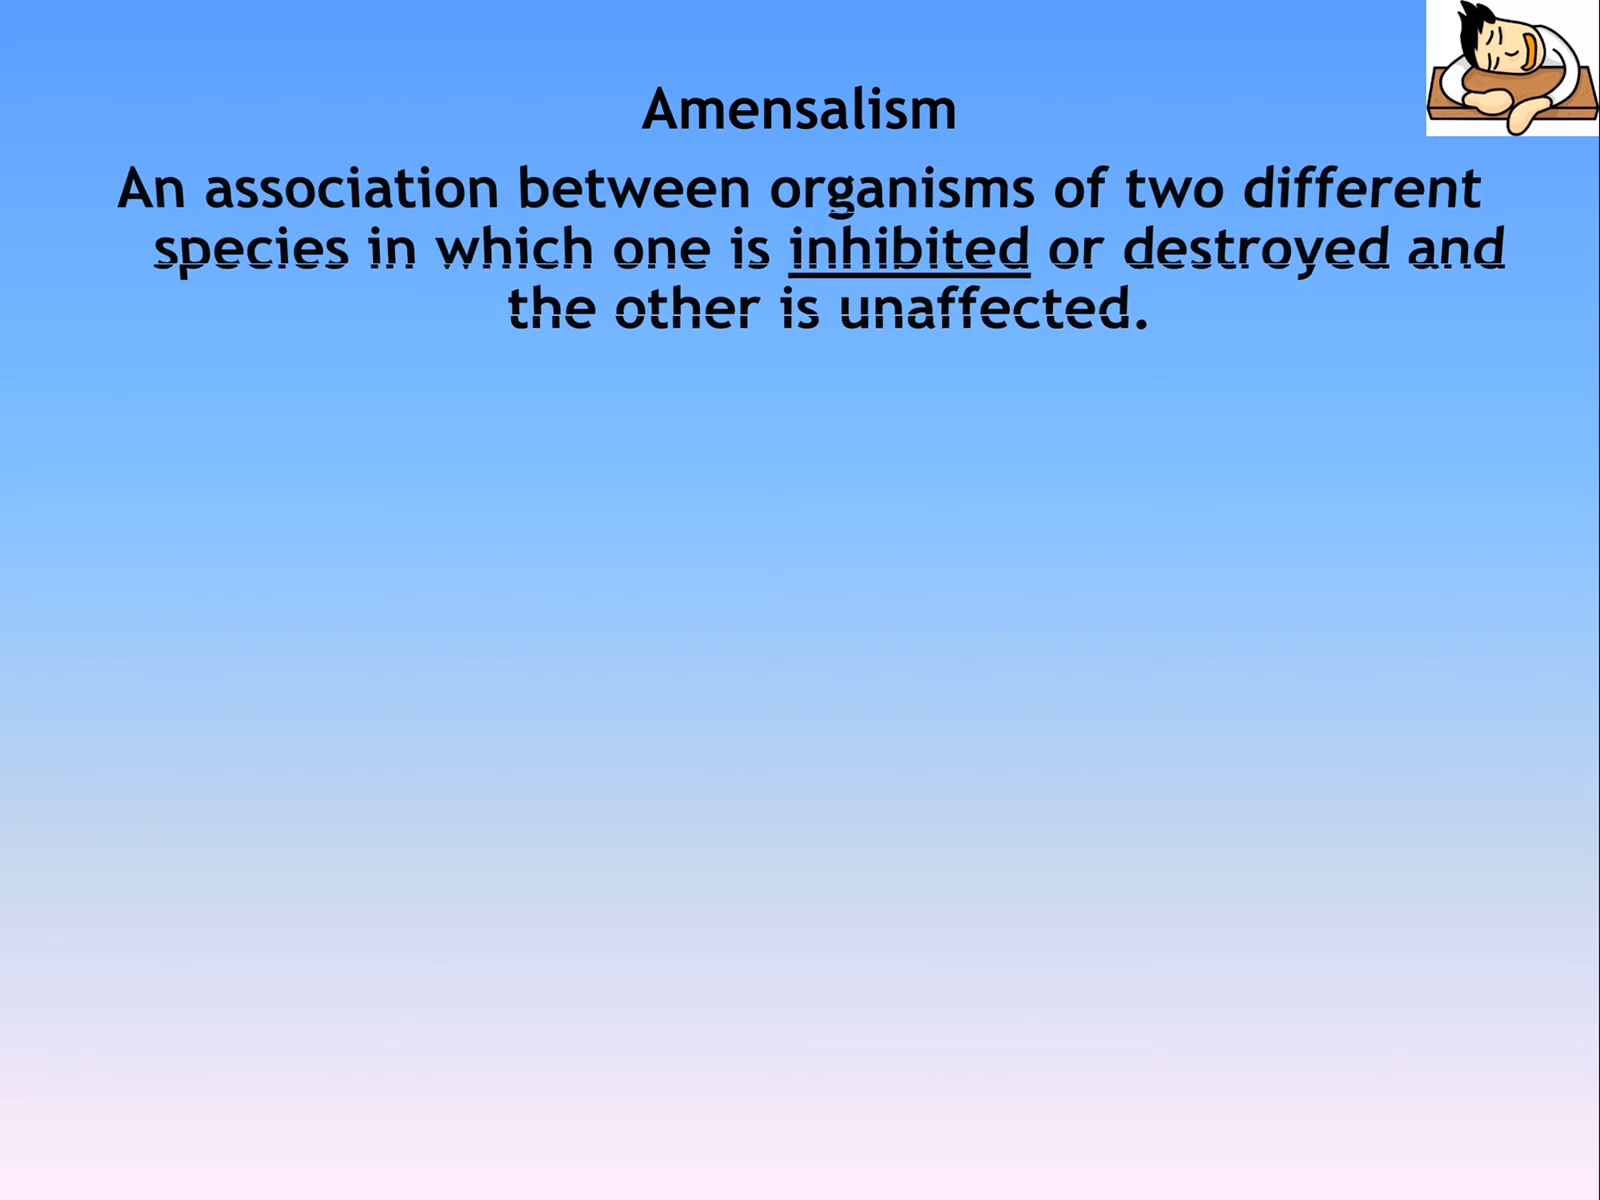 Amensalism
An association between organisms of two different
species in which one is inhibited or destroyed and
the other is unaffected.